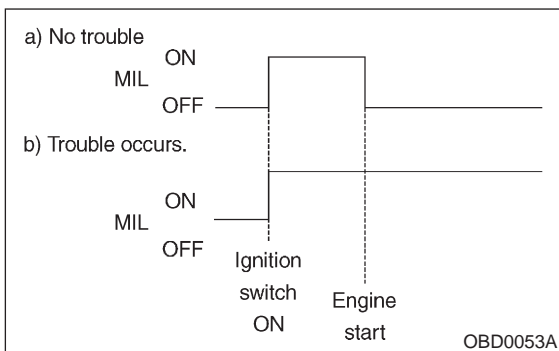 a) No trouble
ON
MIL
OFF
b) Trouble occurs.
ON
MIL
OFF
Ignition
switch
ON
Engine
start
OBD0053A